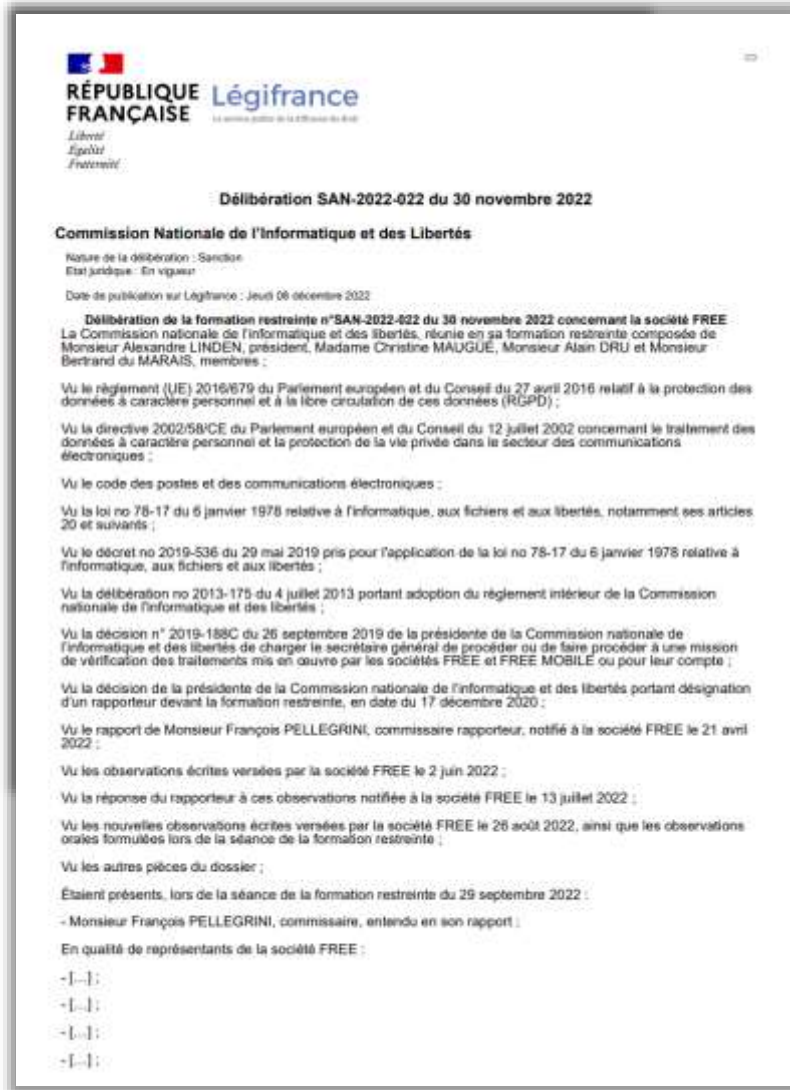 RÉPUBLIQUE
FRANÇAISE
Liberté
Égalité
Fraternité
Légifrance
Le service public de la diffusion du droit
Délibération SAN-2022-022 du 30 novembre 2022
Commission Nationale de l'Informatique et des Libertés
Nature de la délibération : Sanction
Etat juridique : En vigueur
Date de publication sur Légifrance : Jeudi 08 décembre 2022
Délibération de la formation restreinte n°SAN-2022-022 du 30 novembre 2022 concernant la société FREE
La Commission nationale de l'informatique et des libertés, réunie en sa formation restreinte composée de
Monsieur Alexandre LINDEN, président, Madame Christine MAUGUÉ, Monsieur Alain DRU et Monsieur
Bertrand du MARAIS, membres ;
Vu le règlement (UE) 2016/679 du Parlement européen et du Conseil du 27 avril 2016 relatif à la protection des
données à caractère personnel et à la libre circulation de ces données (RGPD) ;
Vu la directive 2002/58/CE du Parlement européen et du Conseil du 12 juillet 2002 concernant le traitement des
données à caractère personnel et la protection de la vie privée dans le secteur des communications
électroniques ;
Vu le code des postes et des communications électroniques ;
Vu la loi no 78-17 du 6 janvier 1978 relative à l'informatique, aux fichiers et aux libertés, notamment ses articles
20 et suivants ;
Vu le décret no 2019-536 du 29 mai 2019 pris pour l'application de la loi no 78-17 du 6 janvier 1978 relative à
l'informatique, aux fichiers et aux libertés ;
Vu la délibération no 2013-175 du 4 juillet 2013 portant adoption du règlement intérieur de la Commission
nationale de l'informatique et des libertés ;
Vu la décision n° 2019-188C du 26 septembre 2019 de la présidente de la Commission nationale de
l'informatique et des libertés de charger le secrétaire général de procéder ou de faire procéder à une mission
de vérification des traitements mis en œuvre par les sociétés FREE et FREE MOBILE ou pour leur compte ;
Vu la décision de la présidente de la Commission nationale de l'informatique et des libertés portant désignation
d'un rapporteur devant la formation restreinte, en date du 17 décembre 2020 ;
Vu le rapport de Monsieur François PELLEGRINI, commissaire rapporteur, notifié à la société FREE le 21 avril
2022 ;
Vu les observations écrites versées par la société FREE le 2 juin 2022 ;
Vu la réponse du rapporteur à ces observations notifiée à la société FREE le 13 juillet 2022 ;
Vu les nouvelles observations écrites versées par la société FREE le 26 août 2022, ainsi que les observations
orales formulées lors de la séance de la formation restreinte ;
Vu les autres pièces du dossier ;
Étaient présents, lors de la séance de la formation restreinte du 29 septembre 2022 :
- Monsieur François PELLEGRINI, commissaire, entendu en son rapport ;
En qualité de représentants de la société FREE :
- [...] ;
- [...] ;
- [...] ;
- [...] ;